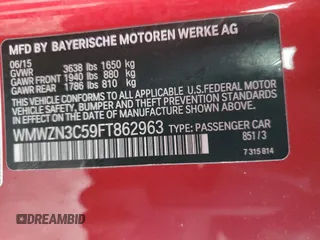 MFD BY BAYERISCHE MOTOREN WERKE AG
06/15
GVWR 3638 lbs 1650 kg
GAWR FRONT 1940 lbs 880 kg
GAWR REAR 1786 lbs 810 kg
THIS VEHICLE CONFORMS TO ALL APPLICABLE U.S. FEDERAL MOTOR
VEHICLE SAFETY, BUMPER, AND THEFT PREVENTION STANDARDS
IN EFFECT ON THE DATE OF MANUFACTURE SHOWN ABOVE.
WMWZN3C59FT862963 TYPE: PASSENGER CAR
851/3
7 315 814
WREAKBID